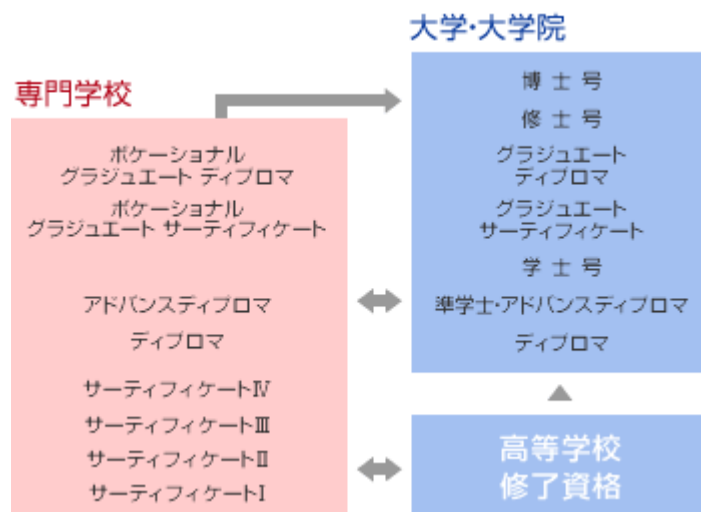 専門学校
ボケーショナル
グラジュエート ディプロマ
ボケーショナル
グラジュエート サーティフィケート
アドバンスディプロマ
ディプロマ
サーティフィケートⅣ
サーティフィケートⅢ
サーティフィケートⅡ
サーティフィケートⅠ
大学・大学院
博士号
修士号
グラジュエート
ディプロマ
グラジュエート
サーティフィケート
学士号
準学士・アドバンスディプロマ
ディプロマ
高等学校
修了資格